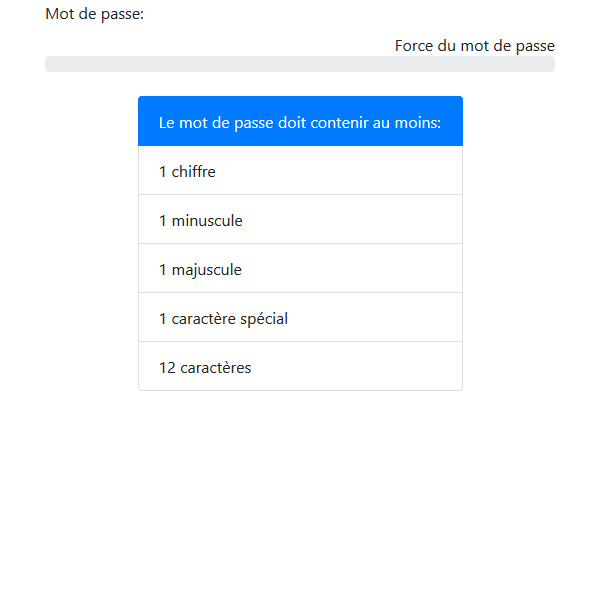 Mot de passe:
Force du mot de passe
Le mot de passe doit contenir au moins:
1 chiffre
1 minuscule
1 majuscule
1 caractère spécial
12 caractères